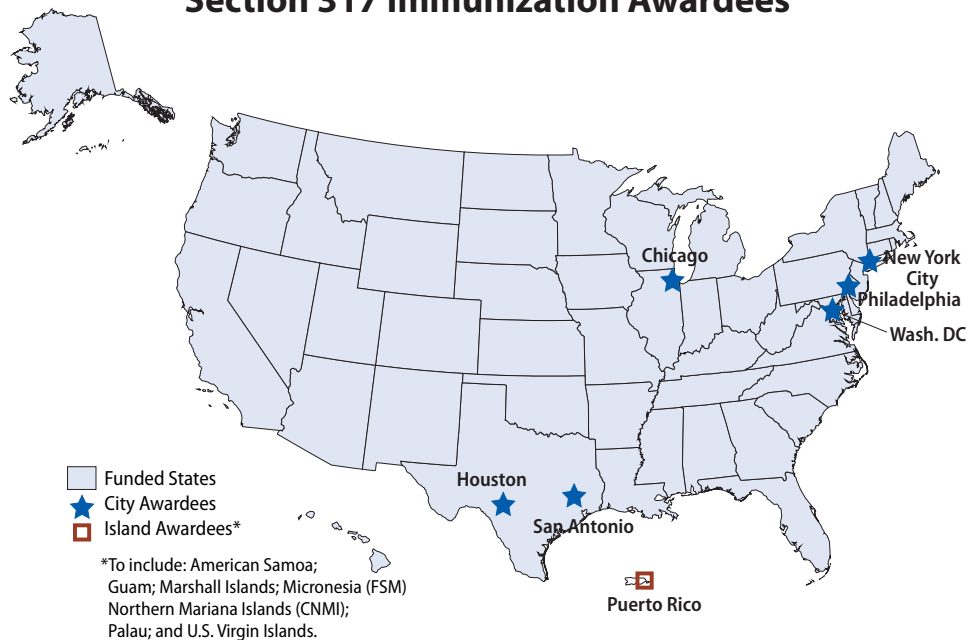 Section 317 Immunization Awardees
Chicago
New York
City
Philadelphia
Wash. DC
Houston
San Antonio
Puerto Rico
Funded States
City Awardees
Island Awardees*
*To include: American Samoa;
Guam; Marshall Islands; Micronesia (FSM)
Northern Mariana Islands (CNMI);
Palau; and U.S. Virgin Islands.